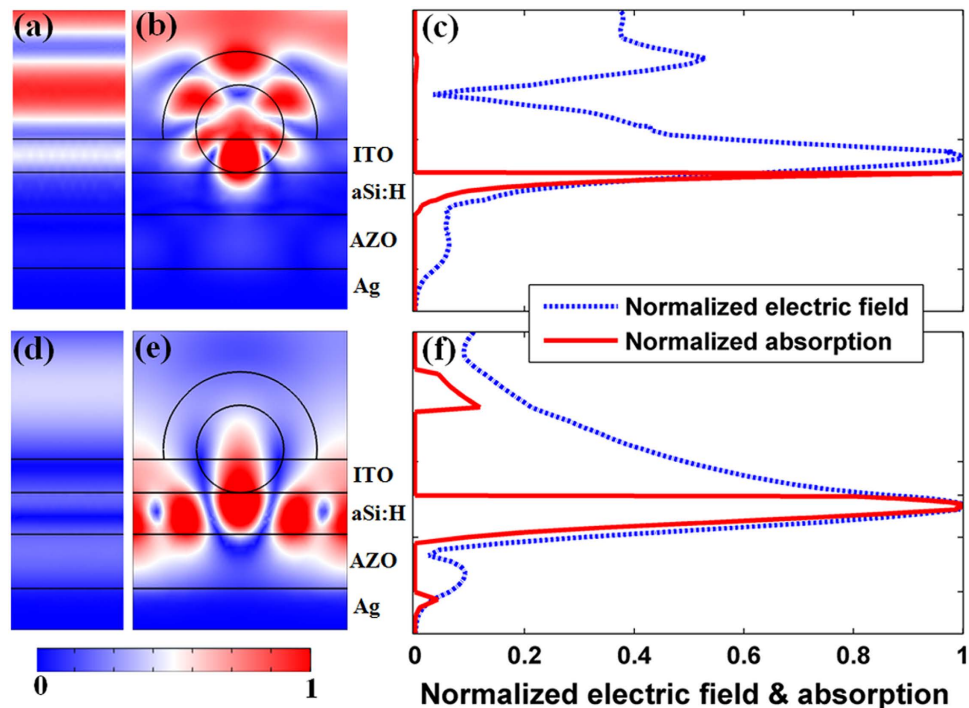 (a)
(b)
(c)
ITO
aSi:H
AZO
Ag
Normalized electric field
Normalized absorption
(d)
(e)
(f)
ITO
aSi:H
AZO
Ag
0 1
0 0.2 0.4 0.6 0.8 1
Normalized electric field & absorption